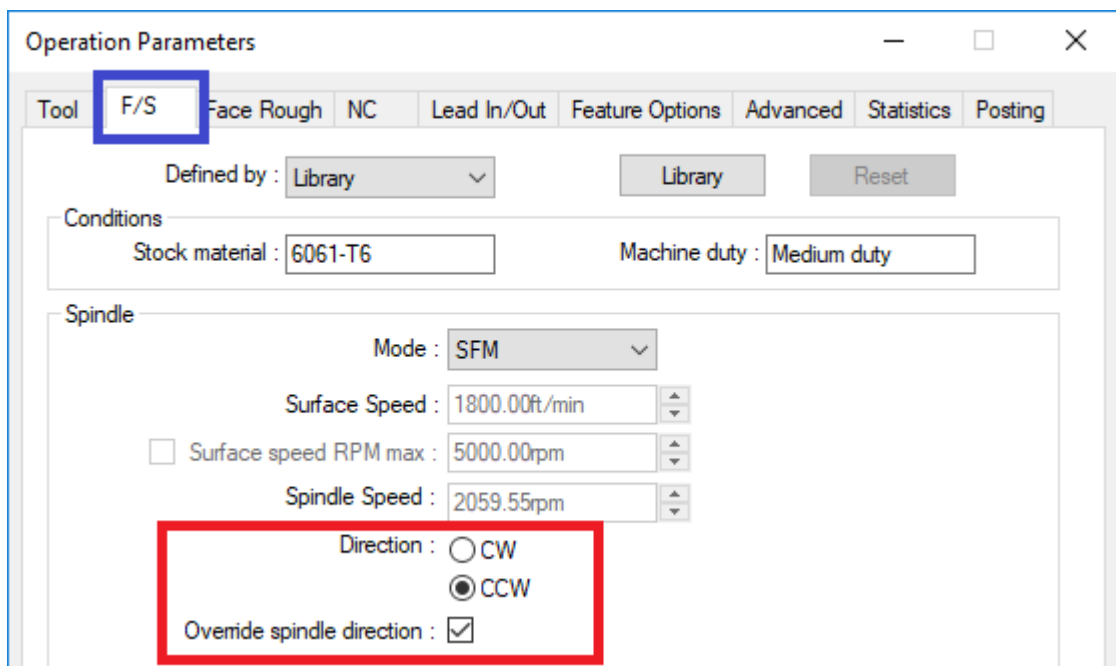 Operation Parameters
Tool F/S Face Rough NC Lead In/Out Feature Options Advanced Statistics Posting
Defined by : Library Library Reset
Conditions
Stock material : 6061-T6 Machine duty : Medium duty
Spindle
Mode : SFM
Surface Speed : 1800.00ft/min
Surface speed RPM max : 5000.00rpm
Spindle Speed : 2059.55rpm
Direction : CW
CCW
Override spindle direction :